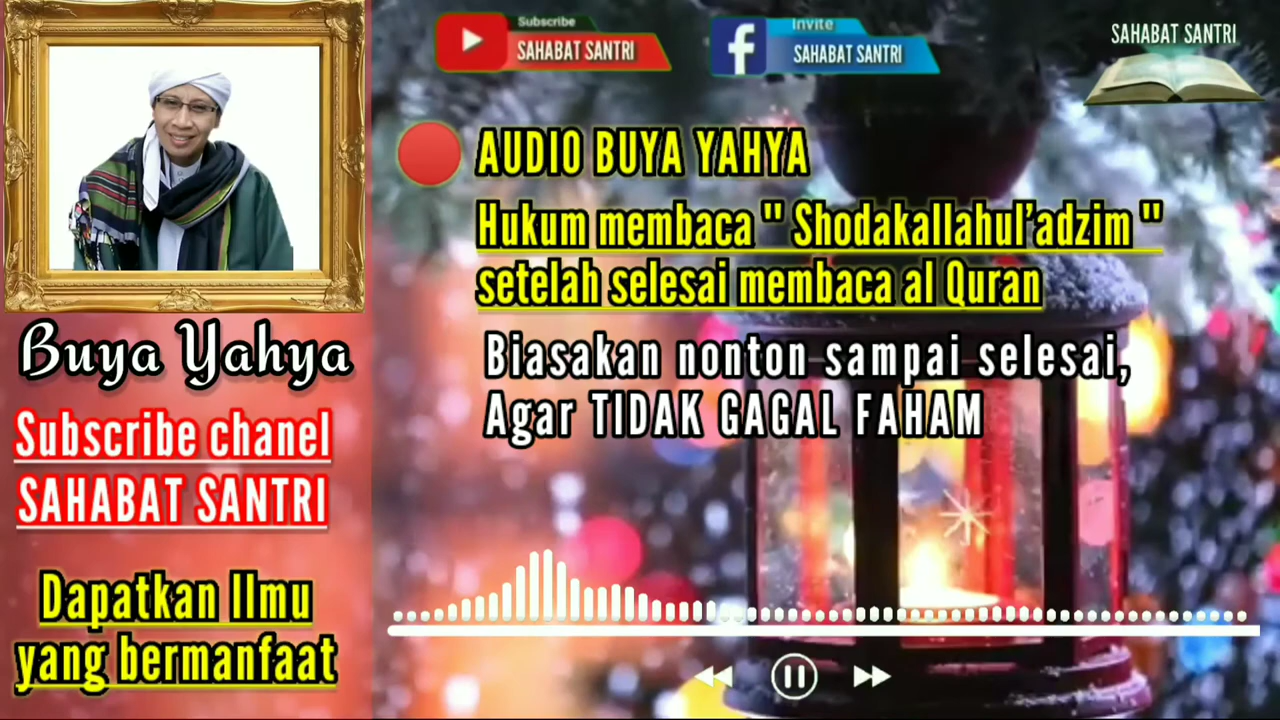 Buya Yahya
Subscribe chanel
SAHABAT SANTRI
Dapatkan Ilmu
yang bermanfaat
Subscribe
SAHABAT SANTRI
Invite
SAHABAT SANTRI
SAHABAT SANTRI
AUDIO BUYA YAHYA
Hukum membaca " Shodakallahul’adzim "
setelah selesai membaca al Quran
Biasakan nonton sampai selesai,
Agar TIDAK GAGAL FAHAM